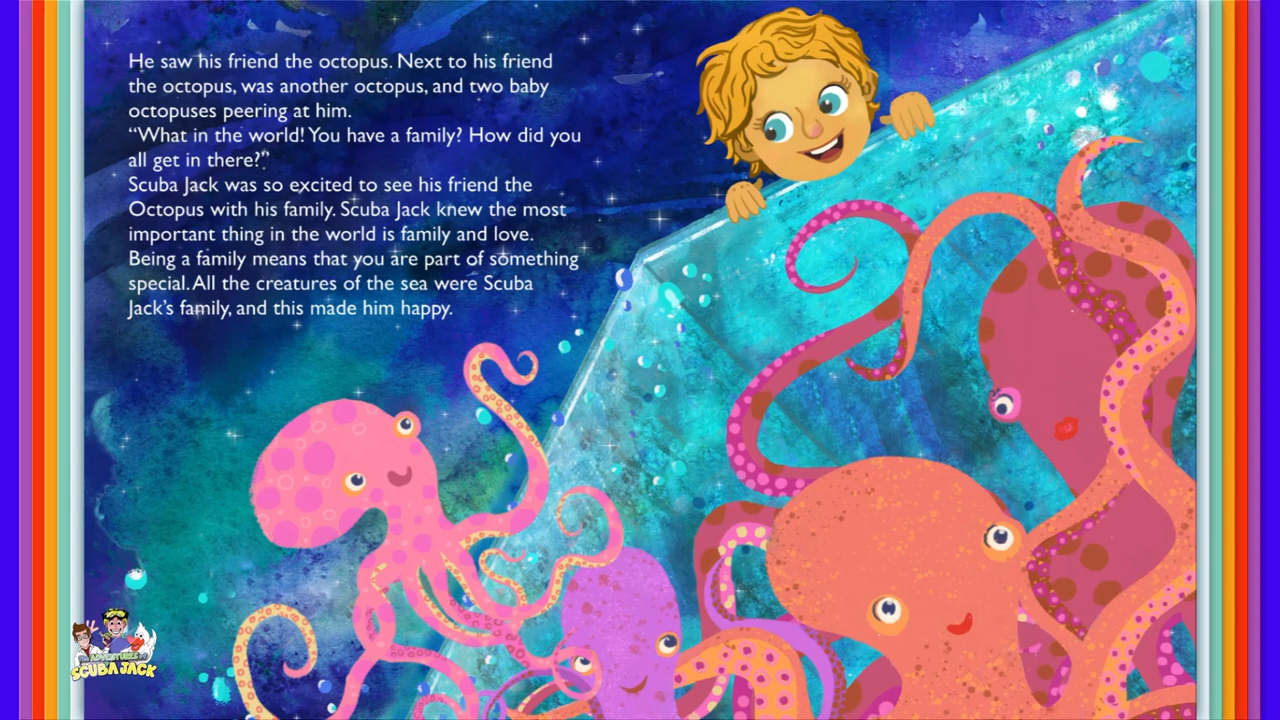 He saw his friend the octopus. Next to his friend
the octopus, was another octopus, and two baby
octopuses peering at him.
“What in the world! You have a family? How did you
all get in there?”
Scuba Jack was so excited to see his friend the
Octopus with his family. Scuba Jack knew the most
important thing in the world is family and love.
Being a family means that you are part of something
special. All the creatures of the sea were Scuba
Jack’s family, and this made him happy.
THE ADVENTURES OF
SCUBA JACK